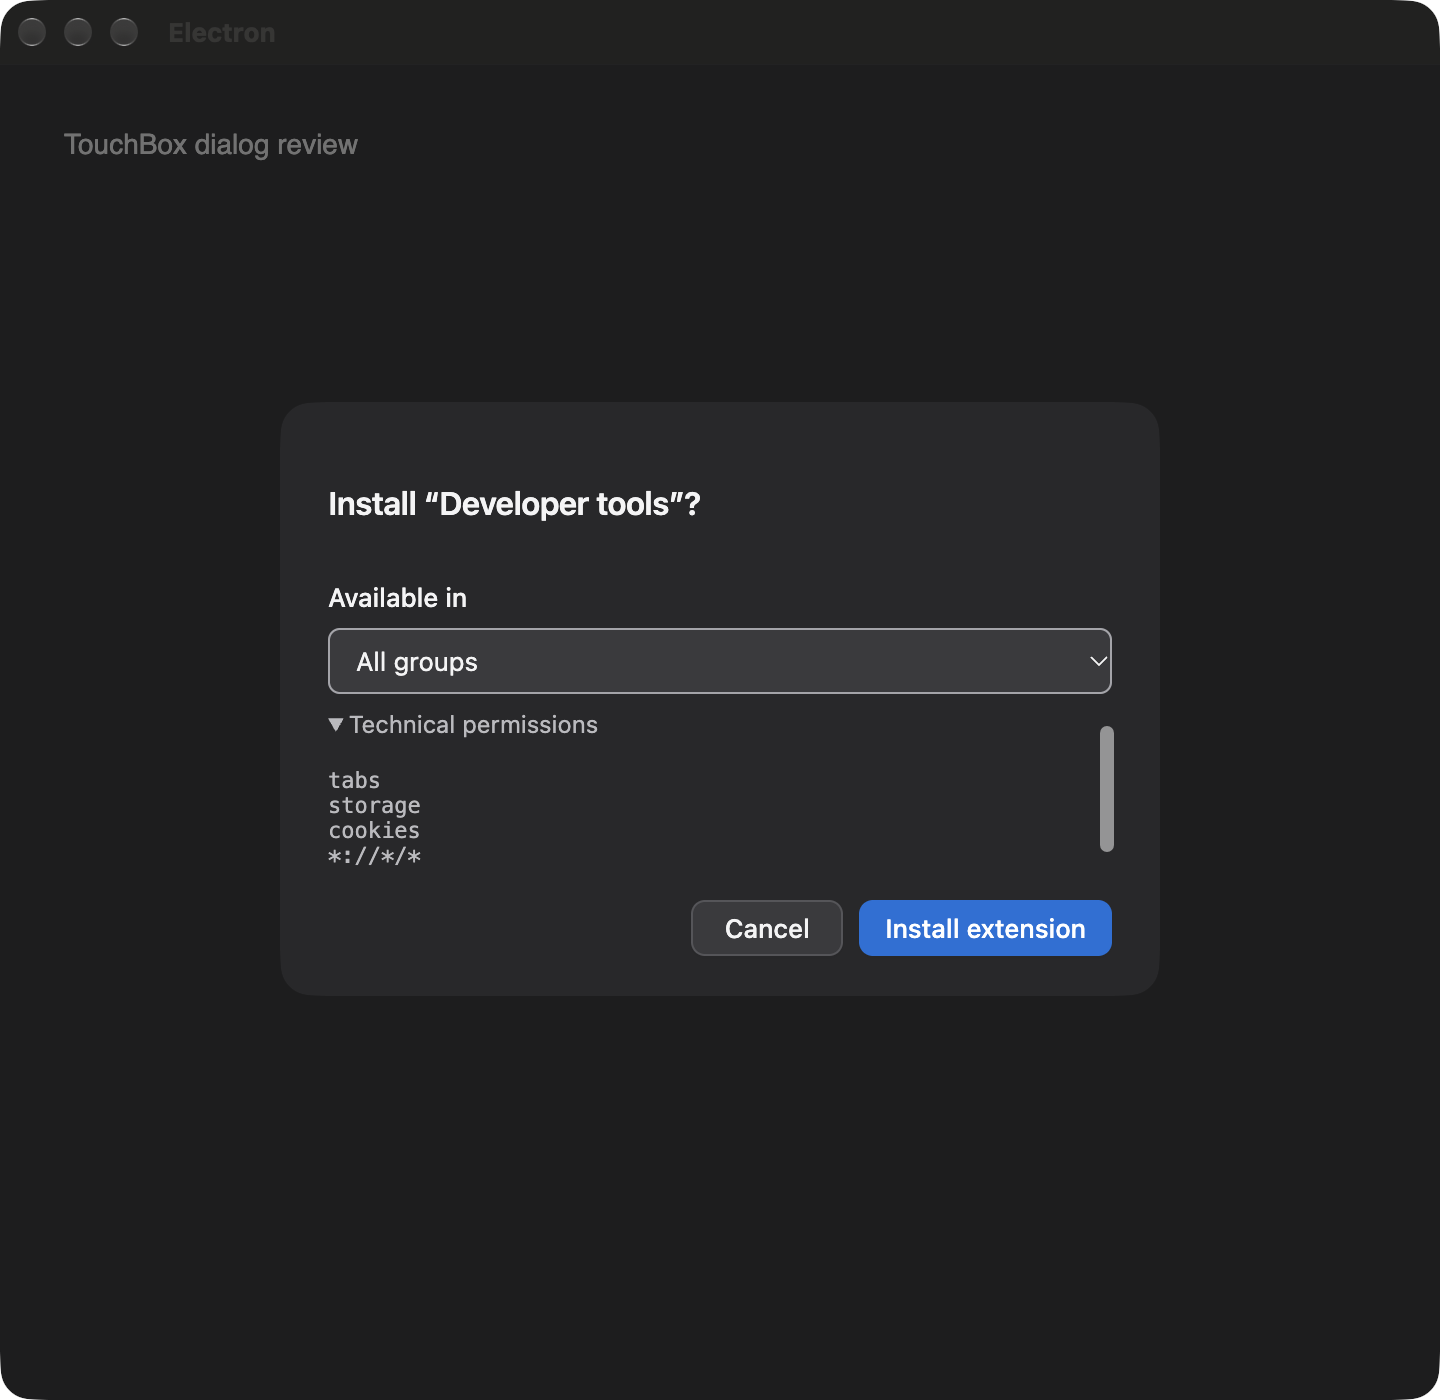 Electron
TouchBox dialog review
Install “Developer tools”?
Available in
All groups
Technical permissions
tabs
storage
cookies
*://*/*
Cancel
Install extension